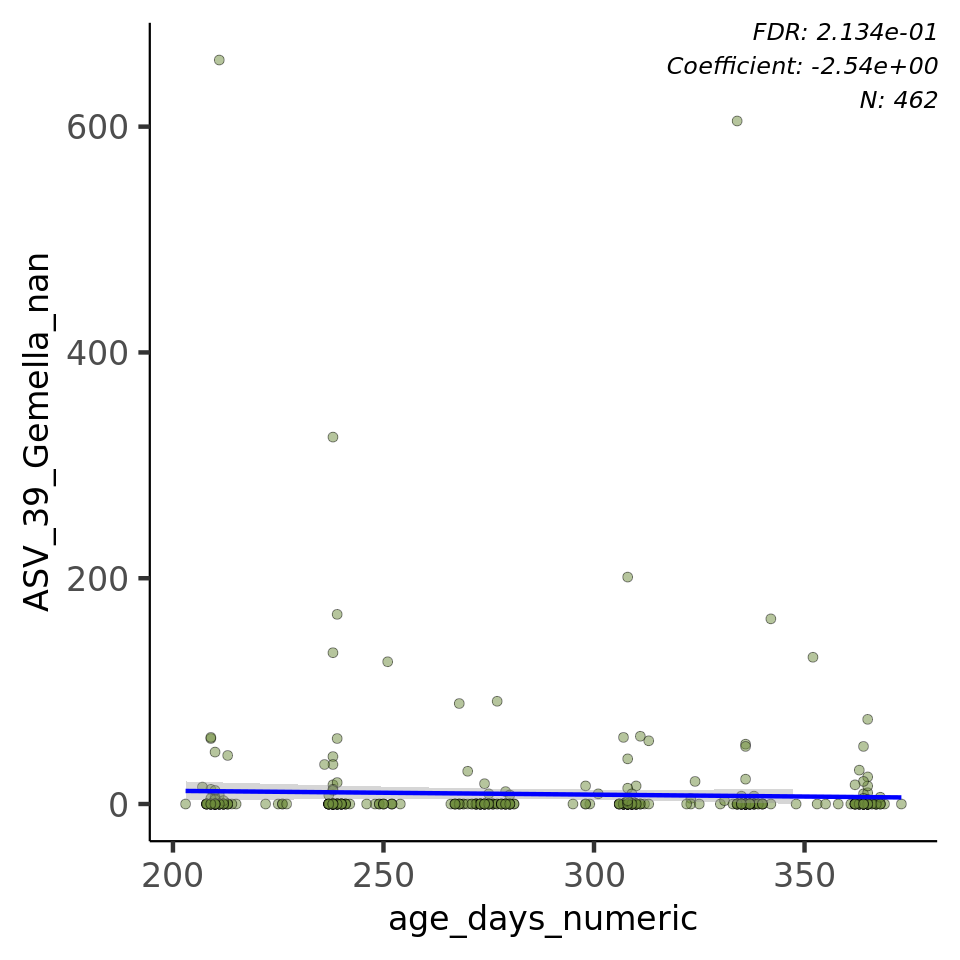 FDR: 2.134e-01
Coefficient: -2.54e+00
N: 462
600
400
200
0
ASV_39_Gemella_nan
200 250 300 350
age_days_numeric